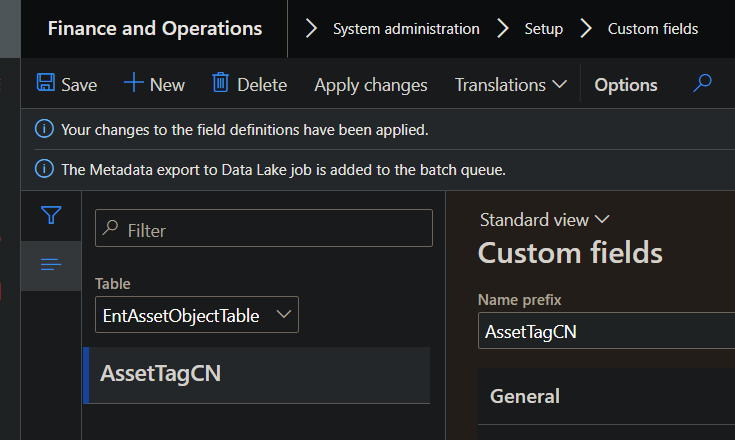 Finance and Operations > System administration > Setup > Custom fields
Save New Delete Apply changes Translations Options
Your changes to the field definitions have been applied.
The Metadata export to Data Lake job is added to the batch queue.
Filter
Table
EntAssetObjectTable
AssetTagCN
Standard view
Custom fields
Name prefix
AssetTagCN
General